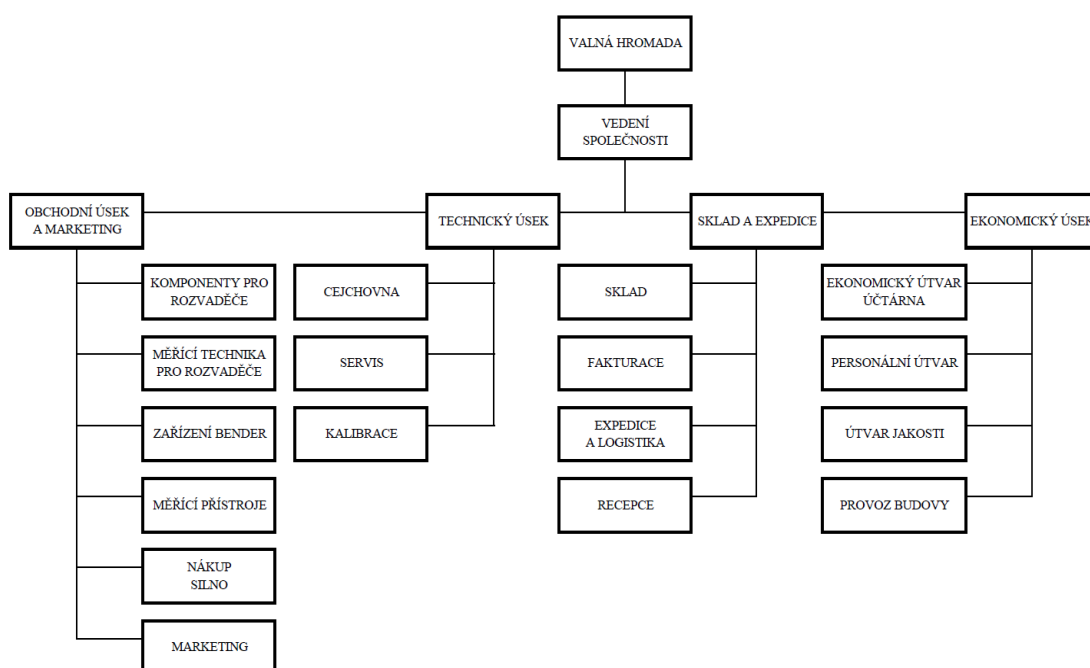 VALNÁ HROMADA
VEDENÍ
SPOLEČNOSTI
OBCHODNÍ ÚSEK
A MARKETING
TECHNICKÝ ÚSEK
SKLAD A EXPEDICE
EKONOMICKÝ ÚSEK
KOMPONENTY PRO
ROZVADĚČE
MĚŘÍCÍ TECHNIKA
PRO ROZVADĚČE
ZAŘÍZENÍ BENDER
MĚŘÍCÍ PŘÍSTROJE
NÁKUP
SILNO
MARKETING
CEJCHOVNA
SERVIS
KALIBRACE
SKLAD
FAKTURACE
EXPEDICE
A LOGISTIKA
RECEPCE
EKONOMICKÝ ÚTVAR
ÚČTÁRNA
PERSONÁLNÍ ÚTVAR
ÚTVAR JAKOSTI
PROVOZ BUDOVY